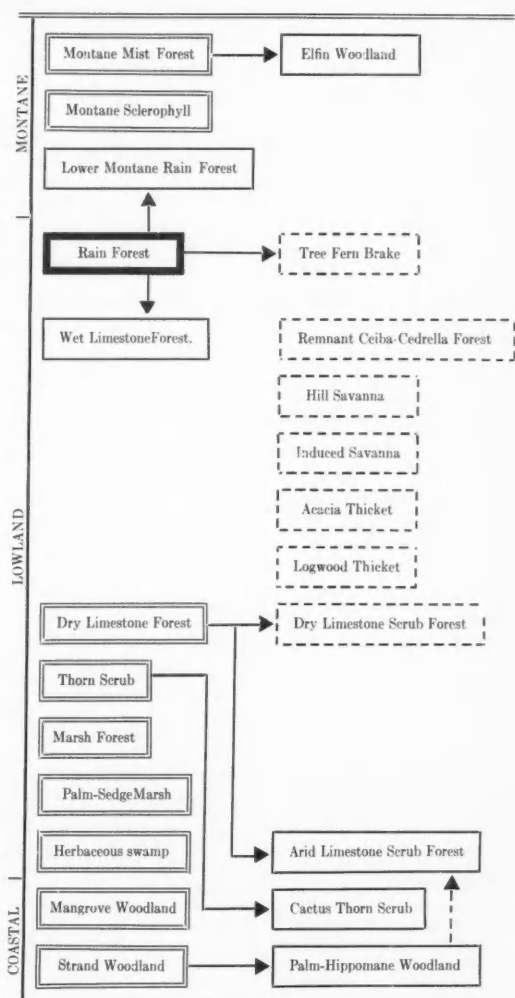 MONTANE
Montane Mist Forest
Elfin Woodland
Montane Sclerophyll
Lower Montane Rain Forest
LOWLAND
Rain Forest
Tree Fern Brake
Wet LimestoneForest.
Remnant Ceiba-Cedrella Forest
Hill Savanna
Induced Savanna
Acacia Thicket
Logwood Thicket
Dry Limestone Forest
Dry Limestone Scrub Forest
Thorn Scrub
Marsh Forest
Palm-SedgeMarsh
Herbaceous swamp
Arid Limestone Scrub Forest
COASTAL
Mangrove Woodland
Cactus Thorn Scrub
Strand Woodland
Palm-Hippomane Woodland